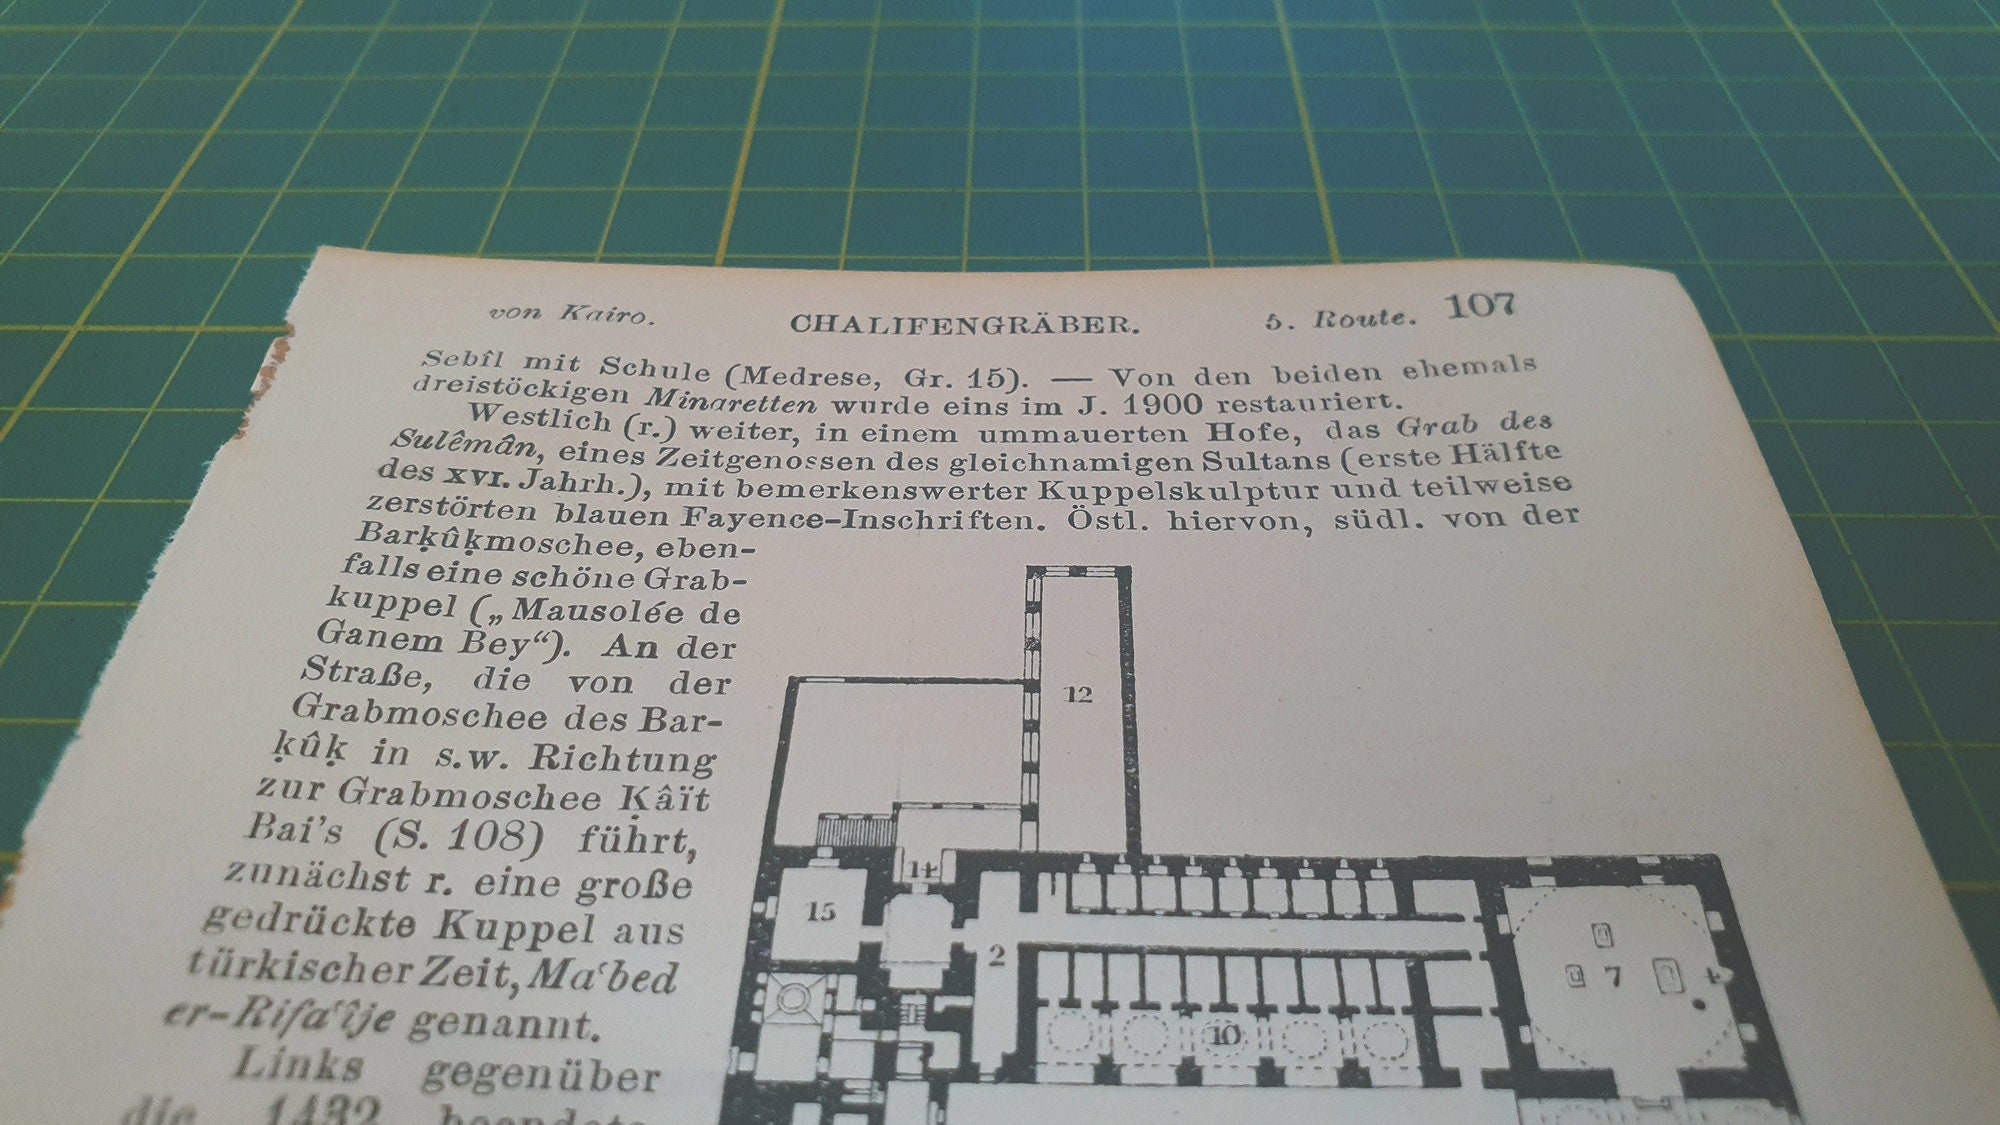 von Kairo. CHALIFENGRÄBER. 5. Route. 107
Sebîl mit Schule (Medrese, Gr. 15). — Von den beiden ehemals
dreistöckigen Minaretten wurde eins im J. 1900 restauriert.
Westlich (r.) weiter, in einem ummauerten Hofe, das Grab des
Sulêmân, eines Zeitgenossen des gleichnamigen Sultans (erste Hälfte
des XVI. Jahrh.), mit bemerkenswerter Kuppelskulptur und teilweise
zerstörten blauen Fayence-Inschriften. Östl. hiervon, südl. von der
Barḳûḳmoschee, eben-
falls eine schöne Grab-
kuppel („Mausolée de
Ganem Bey“). An der
Straße, die von der
Grabmoschee des Bar-
ḳûḳ in s.w. Richtung
zur Grabmoschee Ḳâït
Bai's (S. 108) führt,
zunächst r. eine große
gedrückte Kuppel aus
türkischer Zeit, Maʿbed
er-Rifaʿîje genannt.
Links gegenüber
die 1432 beendete
12
14
15
2
7
10